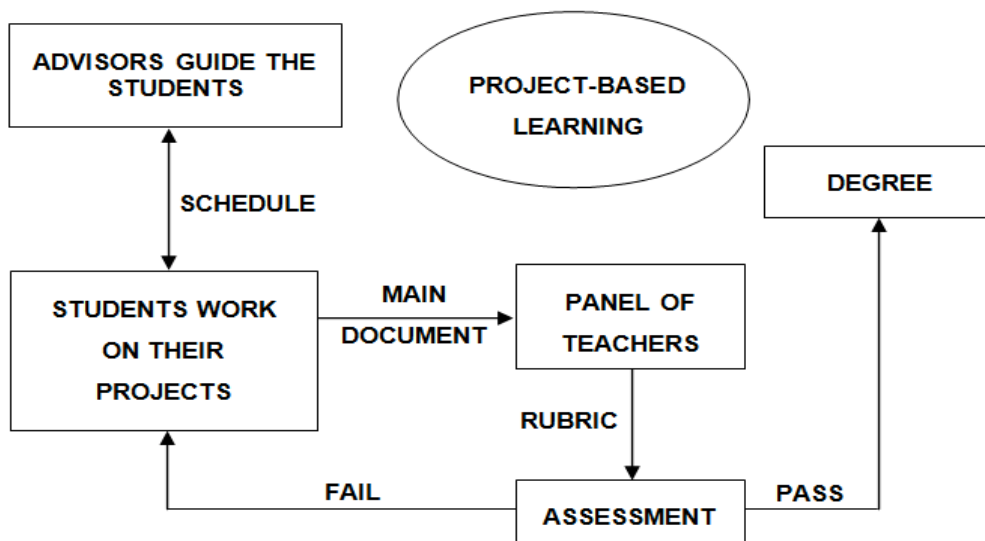 ADVISORS GUIDE THE
STUDENTS
PROJECT-BASED
LEARNING
DEGREE
SCHEDULE
STUDENTS WORK
ON THEIR
PROJECTS
MAIN
DOCUMENT
PANEL OF
TEACHERS
RUBRIC
FAIL
ASSESSMENT
PASS